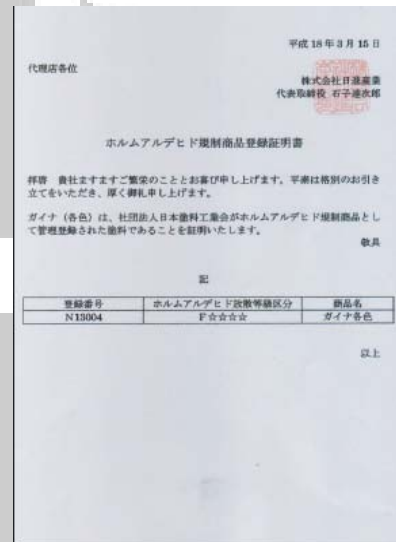 平成18年3月15日
代理店各位
株式会社日進産業
代表取締役 石子達次郎
ホルムアルデヒド規制商品登録証明書
拝啓 貴社ますますご繁栄のこととお喜び申し上げます。平素は格別のお引き
立てをいただき、厚く御礼申し上げます。
ガイナ(各色)は、社団法人日本塗料工業会がホルムアルデヒド規制商品とし
て管理登録された塗料であることを証明いたします。
敬具
記
登録番号 ホルムアルデヒド放散等級区分 商品名
N13004 F☆☆☆☆ ガイナ各色
以上